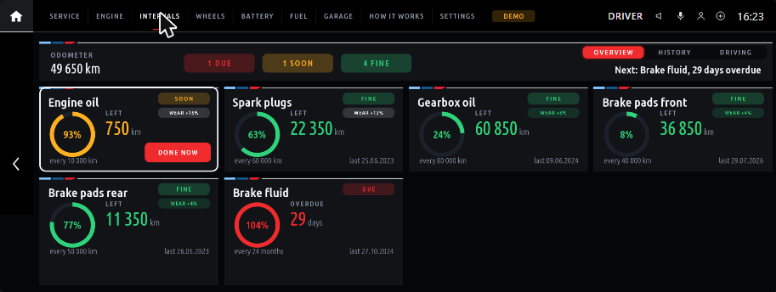 SERVICE ENGINE INTERVALS WHEELS BATTERY FUEL GARAGE HOW IT WORKS SETTINGS DEMO DRIVER 16:23
ODOMETER
49 650 km
1 DUE 1 SOON 4 FINE
OVERVIEW HISTORY DRIVING
Next: Brake fluid, 29 days overdue
Engine oil
SOON
WEAR +15%
93%
LEFT
750 km
DONE NOW
every 10 000 km
Spark plugs
FINE
WEAR +12%
63%
LEFT
22 350 km
every 60 000 km
last 25.06.2023
Gearbox oil
FINE
24%
LEFT
60 850 km
every 80 000 km
last 09.06.2024
Brake pads front
FINE
8%
LEFT
36 850 km
every 40 000 km
last 29.07.2026
Brake pads rear
FINE
77%
LEFT
11 350 km
every 50 000 km
last 26.05.2023
Brake fluid
DUE
104%
OVERDUE
29 days
every 24 months
last 27.10.2024